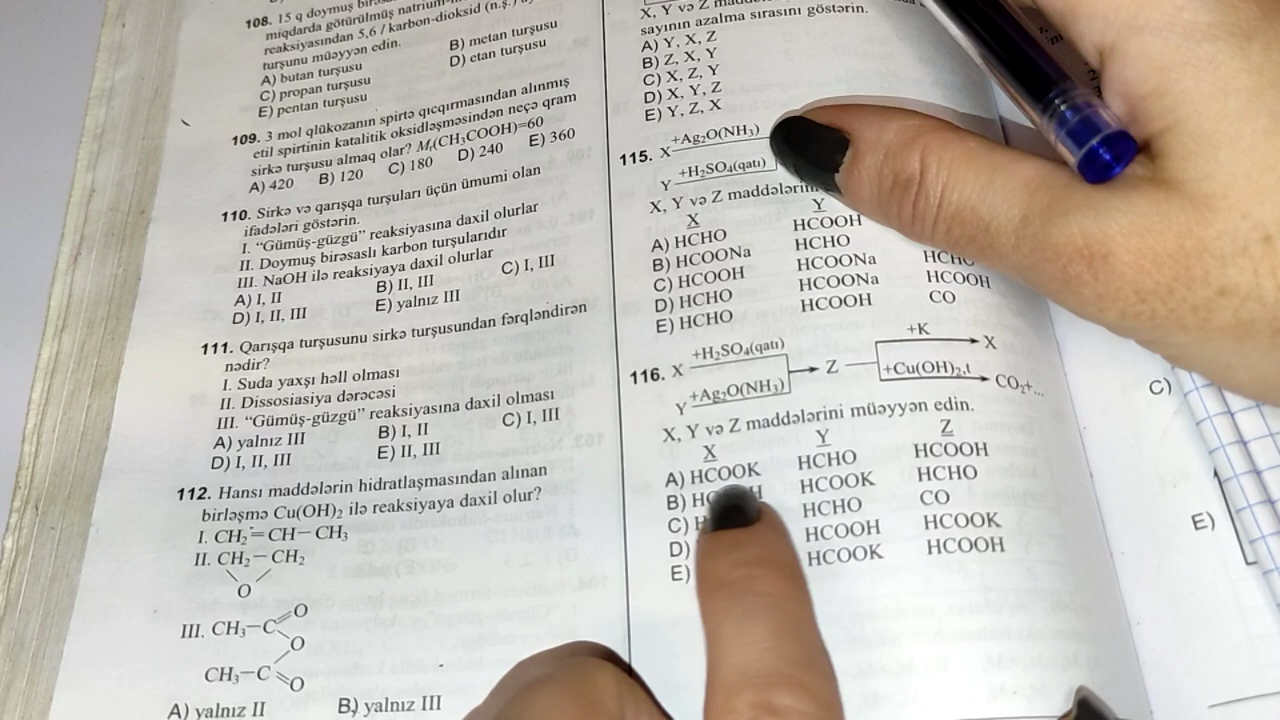 108. 15 q doymuş
miqdarda götürülmüş
reaksiyasından 5,6 l karbon-dioksid (n.ş.)
turşunu müəyyən edin.
A) butan turşusu B) metan turşusu
C) propan turşusu D) etan turşusu
E) pentan turşusu
109. 3 mol qlükozanın spirtə qıcqırmasından alınmış
etil spirtinin katalitik oksidləşməsindən neçə qram
sirkə turşusu almaq olar? Mᵣ(CH₃COOH)=60
A) 420 B) 120 C) 180 D) 240 E) 360
110. Sirkə və qarışqa turşuları üçün ümumi olan
ifadələri göstərin.
I. “Gümüş-güzgü” reaksiyasına daxil olurlar
II. Doymuş birəsaslı karbon turşularıdır
III. NaOH ilə reaksiyaya daxil olurlar
A) I, II B) II, III C) I, III
D) I, II, III E) yalnız III
111. Qarışqa turşusunu sirkə turşusundan fərqləndirən
nədir?
I. Suda yaxşı həll olması
II. Dissosiasiya dərəcəsi
III. “Gümüş-güzgü” reaksiyasına daxil olması
A) yalnız III B) I, II C) I, III
D) I, II, III E) II, III
112. Hansı maddələrin hidratlaşmasından alınan
birləşmə Cu(OH)₂ ilə reaksiyaya daxil olur?
I. CH₂=CH−CH₃
II. CH₂−CH₂
O
III. CH₃−C
O
O
CH₃−C
O
A) yalnız II B) yalnız III
X, Y və Z
sayının azalma sırasını göstərin.
A) Y, X, Z
B) Z, X, Y
C) X, Z, Y
D) X, Y, Z
E) Y, Z, X
115. X +Ag₂O(NH₃)
Y +H₂SO₄(qatı)
X, Y və Z
X Y
A) HCHO HCOOH
B) HCOONa HCHO
C) HCOOH HCOONa
D) HCHO HCOONa HCOOH
E) HCHO HCOOH CO
116. X +H₂SO₄(qatı) Z +K X
Y +Ag₂O(NH₃) +Cu(OH)₂,t CO₂+...
X, Y və Z maddələrini müəyyən edin.
X Y Z
A) HCOOK HCHO HCOOH
B) HCOOK HCHO
C) HCHO CO
D) HCOOH HCOOK
E) HCOOK HCOOH
C)
E)